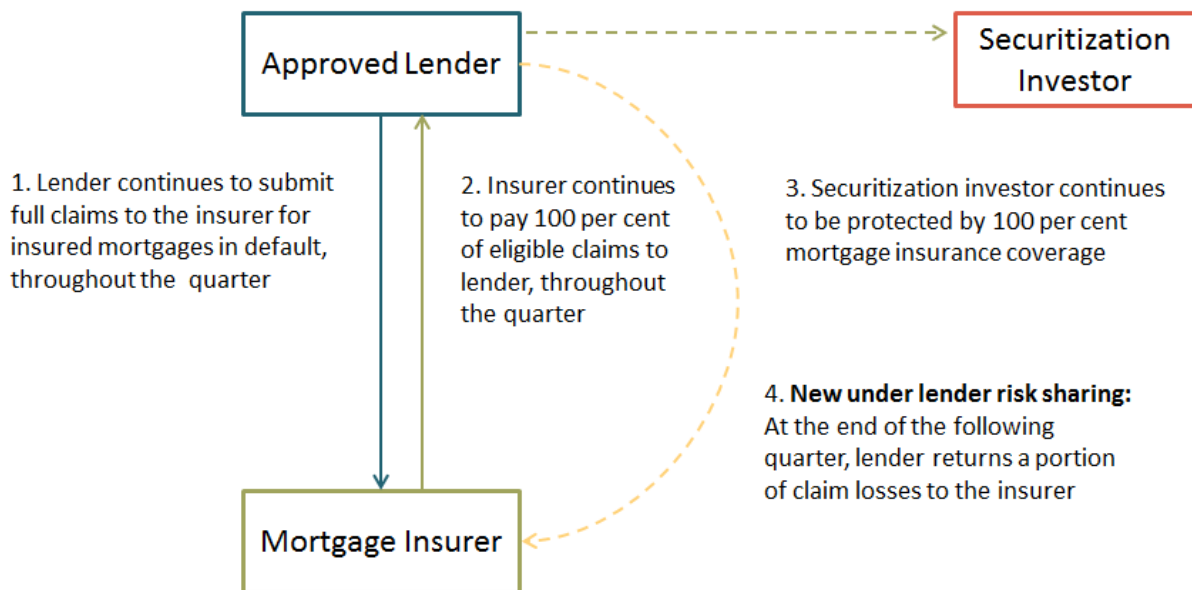 Approved Lender
Securitization
Investor
1. Lender continues to submit
full claims to the insurer for
insured mortgages in default,
throughout the quarter
2. Insurer continues
to pay 100 per cent
of eligible claims to
lender, throughout
the quarter
3. Securitization investor continues
to be protected by 100 per cent
mortgage insurance coverage
4. New under lender risk sharing:
At the end of the following
quarter, lender returns a portion
of claim losses to the insurer
Mortgage Insurer